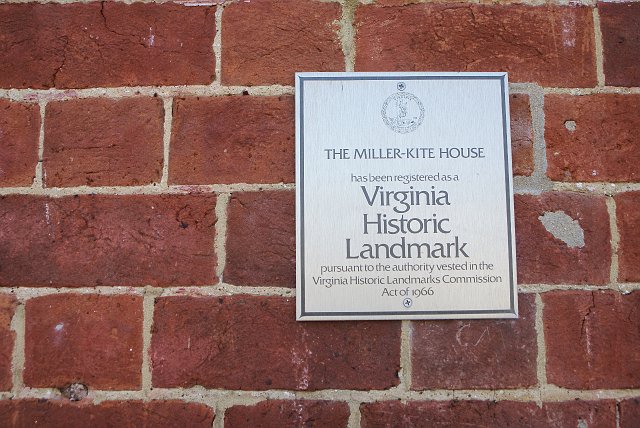 THE MILLER-KITE HOUSE
has been registered as a
Virginia
Historic
Landmark
pursuant to the authority vested in the
Virginia Historic Landmarks Commission
Act of 1966